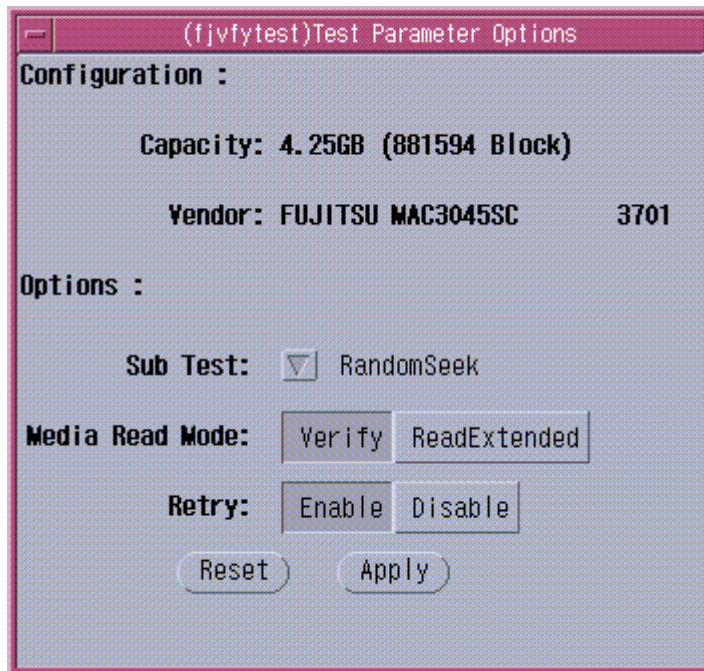 (fjvfytest)Test Parameter Options
Configuration :
Capacity: 4.25GB (881594 Block)
Vendor: FUJITSU MAC3045SC 3701
Options :
Sub Test: RandomSeek
Media Read Mode: Verify ReadExtended
Retry: Enable Disable
Reset Apply